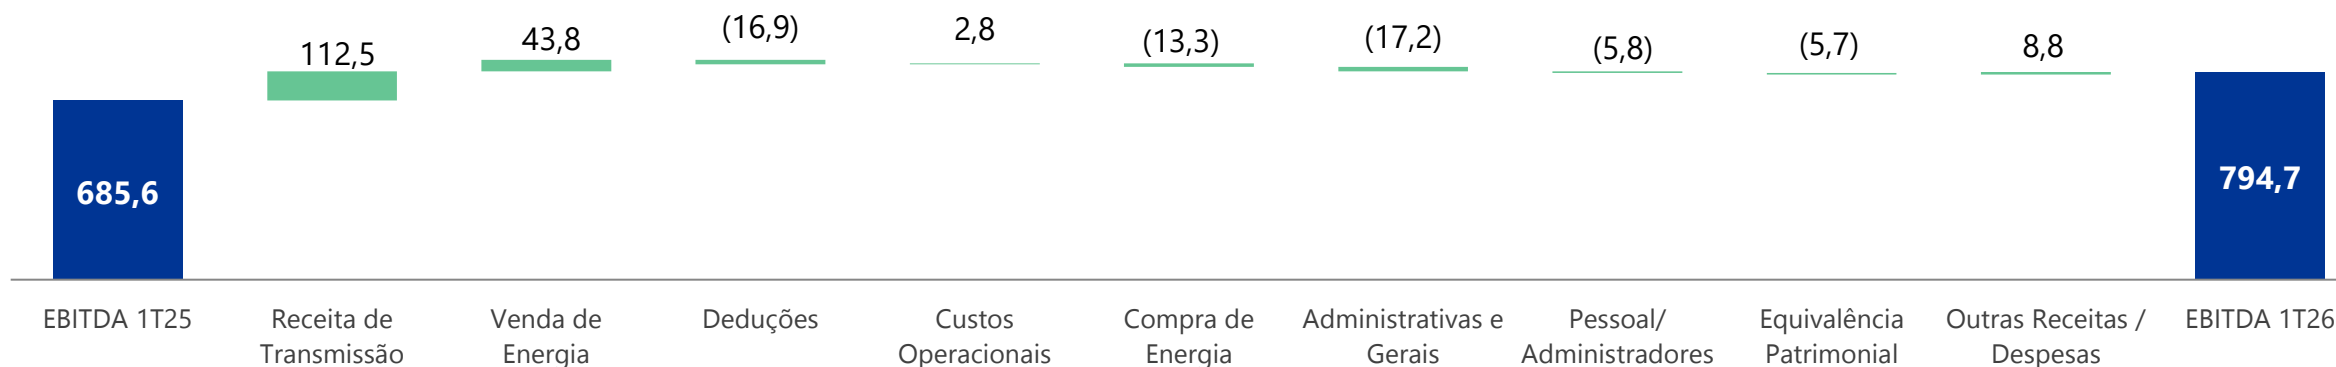 112,5
43,8
(16,9)
2,8
(13,3)
(17,2)
(5,8)
(5,7)
8,8
685,6
794,7
EBITDA 1T25
Receita de
Transmissão
Venda de
Energia
Deduções
Custos
Operacionais
Compra de
Energia
Administrativas e
Gerais
Pessoal/
Administradores
Equivalência
Patrimonial
Outras Receitas /
Despesas
EBITDA 1T26